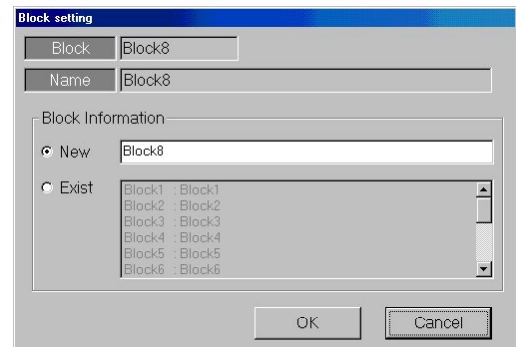 Block setting
Block Block8
Name Block8
Block Information
New Block8
Exist Block1 : Block1
Block2 : Block2
Block3 : Block3
Block4 : Block4
Block5 : Block5
Block6 : Block6
OK Cancel